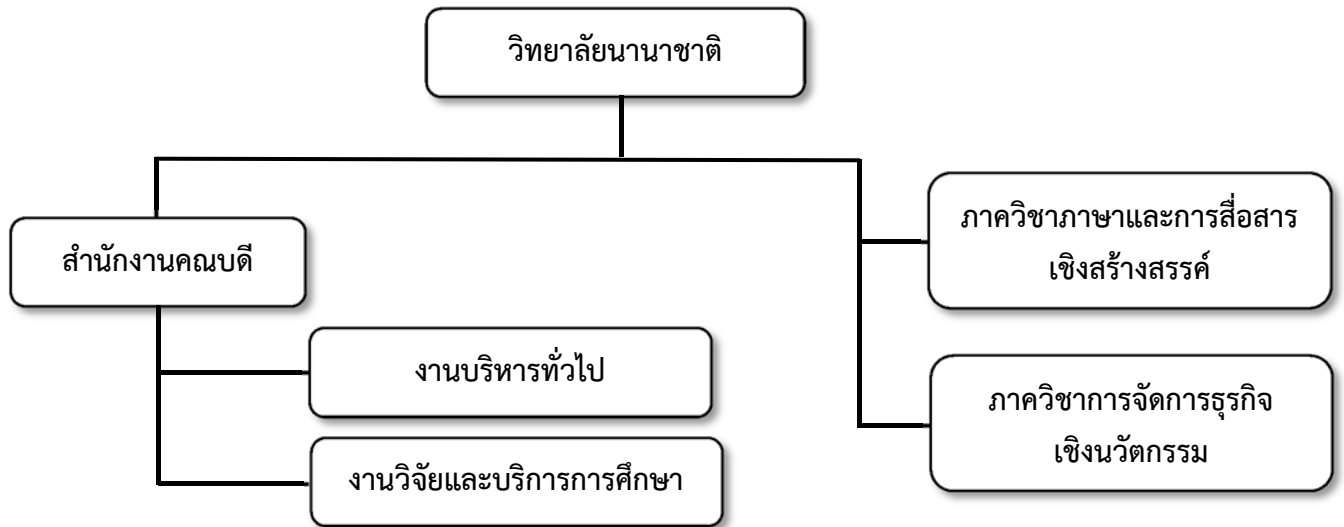 วิทยาลัยนานาชาติ
สำนักงานคณบดี
งานบริหารทั่วไป
งานวิจัยและบริการการศึกษา
ภาควิชาภาษาและการสื่อสาร
เชิงสร้างสรรค์
ภาควิชาการจัดการธุรกิจ
เชิงนวัตกรรม